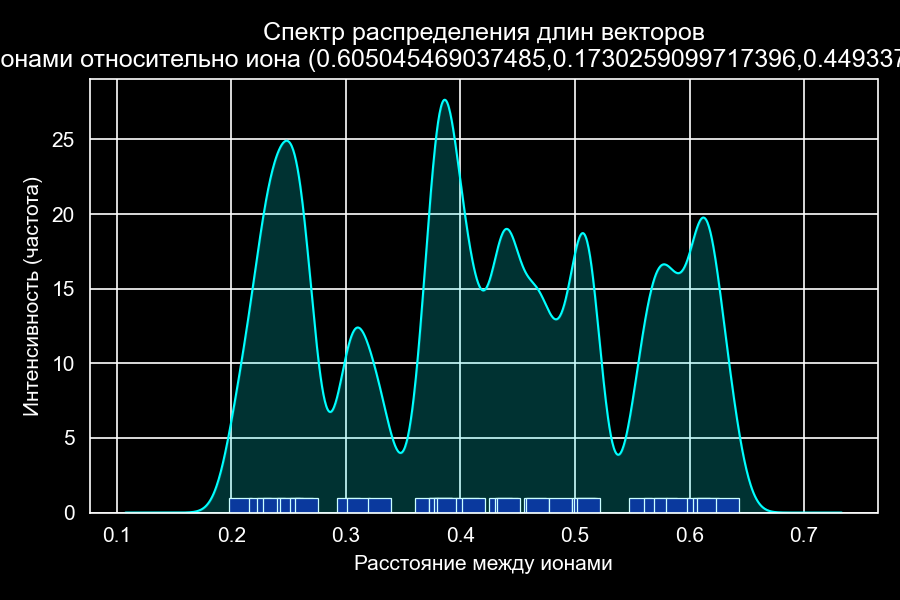 Спектр распределения длин векторов
онами относительно иона (0.605045469037485,0.1730259099717396,0.449337
Интенсивность (частота)
25
20
15
10
5
0
0.1 0.2 0.3 0.4 0.5 0.6 0.7
Расстояние между ионами